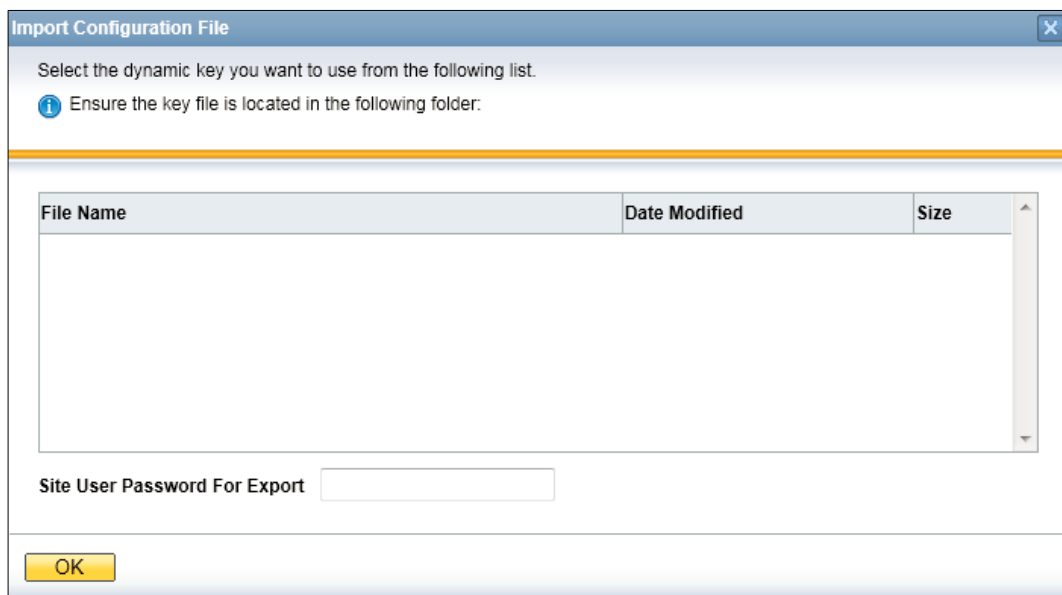 Import Configuration File
Select the dynamic key you want to use from the following list.
Ensure the key file is located in the following folder:
File Name Date Modified Size
Site User Password For Export
OK